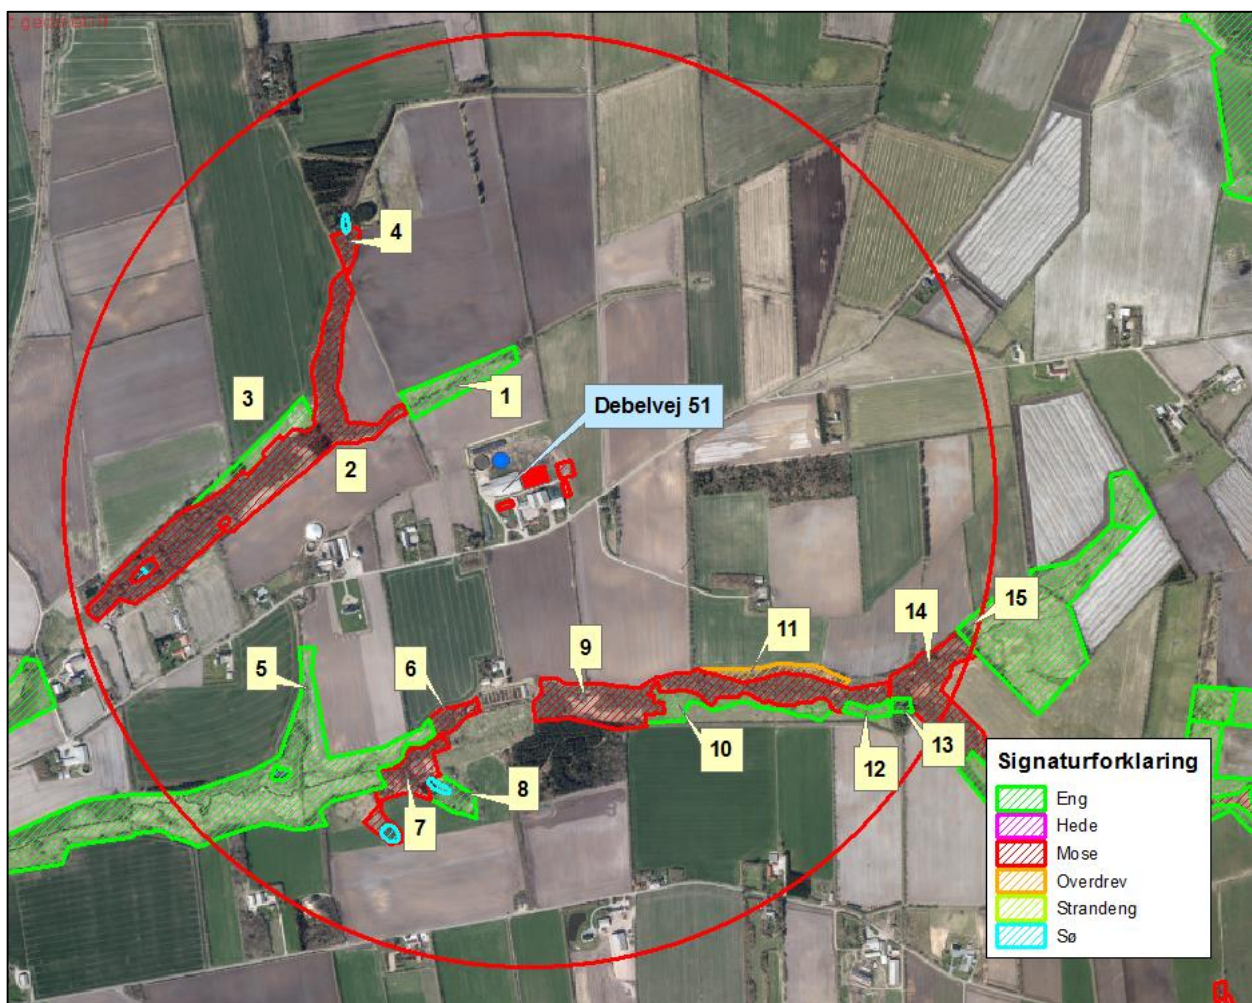 4
1
3
Debelvej 51
2
15
14
11
9
6
5
10
13
12
8
7
Signaturforklaring
Eng
Hede
Mose
Overdrev
Strandeng
Sø